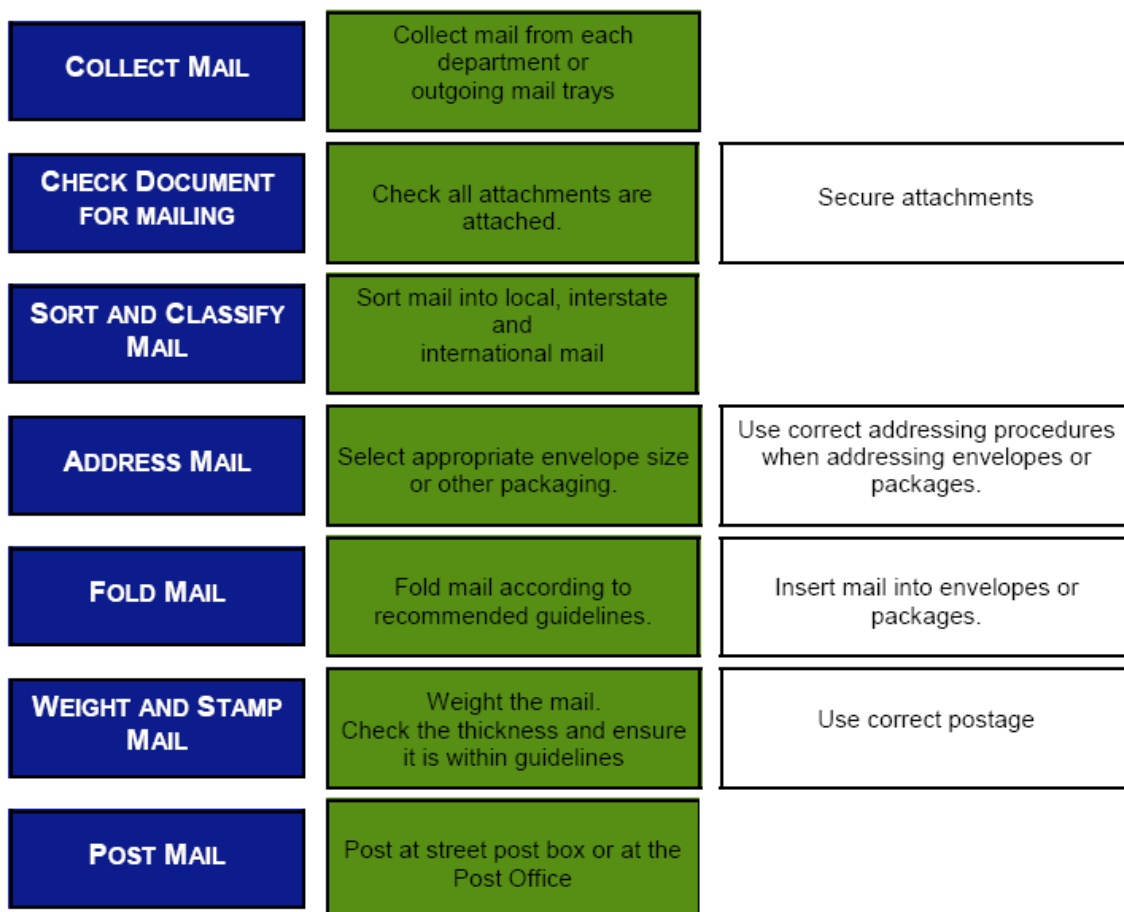 COLLECT MAIL
Collect mail from each
department or
outgoing mail trays
CHECK DOCUMENT
FOR MAILING
Check all attachments are
attached.
Secure attachments
SORT AND CLASSIFY
MAIL
Sort mail into local, interstate
and
international mail
ADDRESS MAIL
Select appropriate envelope size
or other packaging.
Use correct addressing procedures
when addressing envelopes or
packages.
FOLD MAIL
Fold mail according to
recommended guidelines.
Insert mail into envelopes or
packages.
WEIGHT AND STAMP
MAIL
Weight the mail.
Check the thickness and ensure
it is within guidelines
Use correct postage
POST MAIL
Post at street post box or at the
Post Office